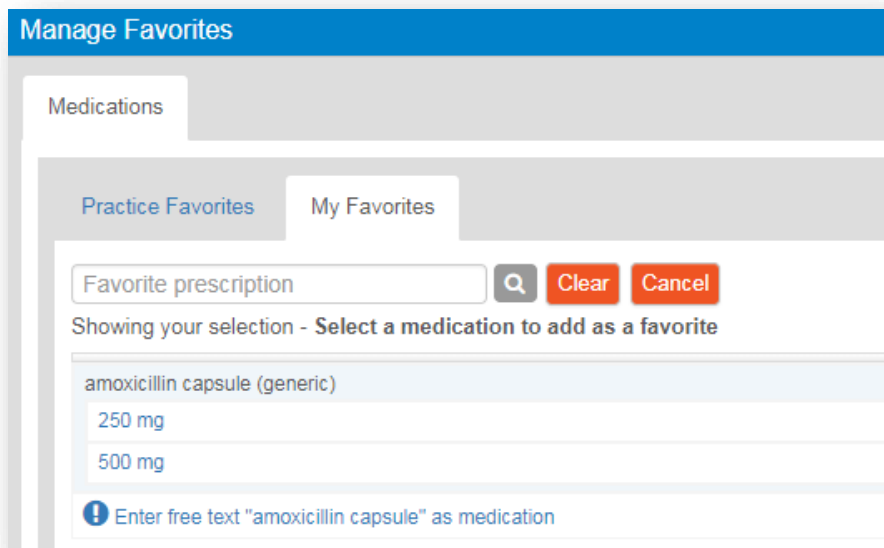 Manage Favorites
Medications
Practice Favorites My Favorites
Favorite prescription Clear Cancel
Showing your selection - Select a medication to add as a favorite
amoxicillin capsule (generic)
250 mg
500 mg
Enter free text "amoxicillin capsule" as medication